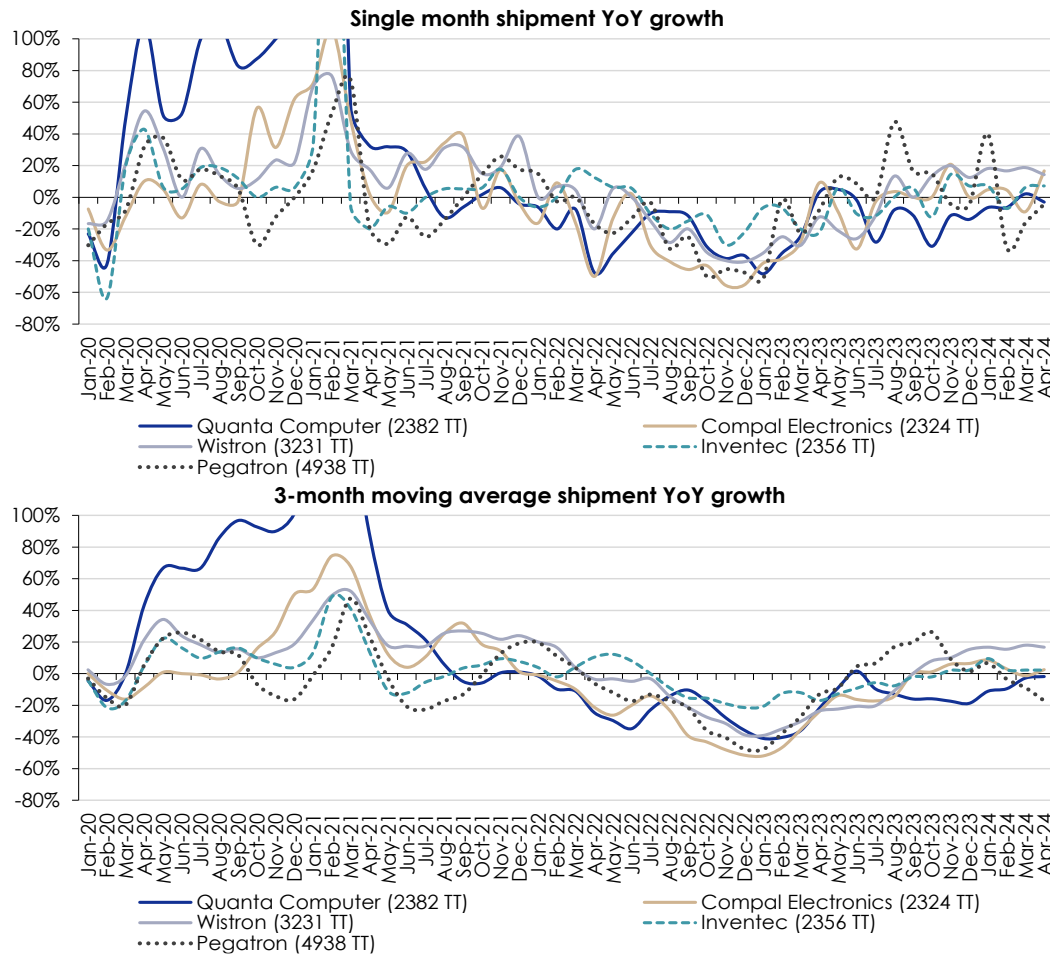 Single month shipment YoY growth
100%
80%
60%
40%
20%
0%
-20%
-40%
-60%
-80%
Jan-20 Feb-20 Mar-20 Apr-20 May-20 Jun-20 Jul-20 Aug-20 Sep-20 Oct-20 Nov-20 Dec-20 Jan-21 Feb-21 Mar-21 Apr-21 May-21 Jun-21 Jul-21 Aug-21 Sep-21 Oct-21 Nov-21 Dec-21 Jan-22 Feb-22 Mar-22 Apr-22 May-22 Jun-22 Jul-22 Aug-22 Sep-22 Oct-22 Nov-22 Dec-22 Jan-23 Feb-23 Mar-23 Apr-23 May-23 Jun-23 Jul-23 Aug-23 Sep-23 Oct-23 Nov-23 Dec-23 Jan-24 Feb-24 Mar-24 Apr-24
Quanta Computer (2382 TT) Compal Electronics (2324 TT)
Wistron (3231 TT) Inventec (2356 TT)
Pegatron (4938 TT)
3-month moving average shipment YoY growth
100%
80%
60%
40%
20%
0%
-20%
-40%
-60%
-80%
Jan-20 Feb-20 Mar-20 Apr-20 May-20 Jun-20 Jul-20 Aug-20 Sep-20 Oct-20 Nov-20 Dec-20 Jan-21 Feb-21 Mar-21 Apr-21 May-21 Jun-21 Jul-21 Aug-21 Sep-21 Oct-21 Nov-21 Dec-21 Jan-22 Feb-22 Mar-22 Apr-22 May-22 Jun-22 Jul-22 Aug-22 Sep-22 Oct-22 Nov-22 Dec-22 Jan-23 Feb-23 Mar-23 Apr-23 May-23 Jun-23 Jul-23 Aug-23 Sep-23 Oct-23 Nov-23 Dec-23 Jan-24 Feb-24 Mar-24 Apr-24
Quanta Computer (2382 TT) Compal Electronics (2324 TT)
Wistron (3231 TT) Inventec (2356 TT)
Pegatron (4938 TT)